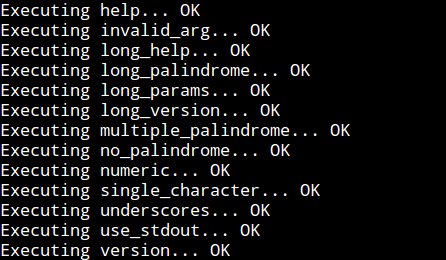 Executing help... OK
Executing invalid_arg... OK
Executing long_help... OK
Executing long_palindrome... OK
Executing long_params... OK
Executing long_version... OK
Executing multiple_palindrome... OK
Executing no_palindrome... OK
Executing numeric... OK
Executing single_character... OK
Executing underscores... OK
Executing use_stdout... OK
Executing version... OK